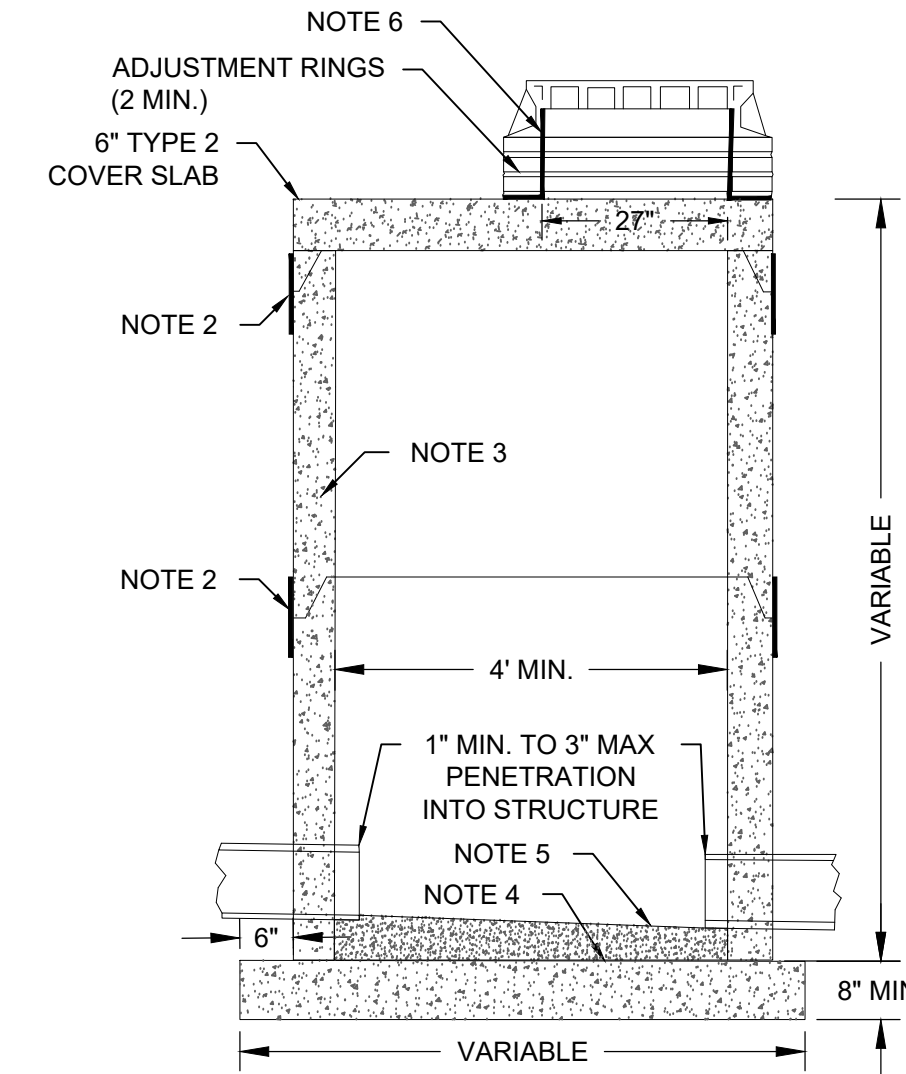 NOTE 6
ADJUSTMENT RINGS
(2 MIN.)
6" TYPE 2
COVER SLAB
27"
NOTE 2
NOTE 3
VARIABLE
NOTE 2
4' MIN.
1" MIN. TO 3" MAX
PENETRATION
INTO STRUCTURE
NOTE 5
NOTE 4
6"
8" MIN
VARIABLE